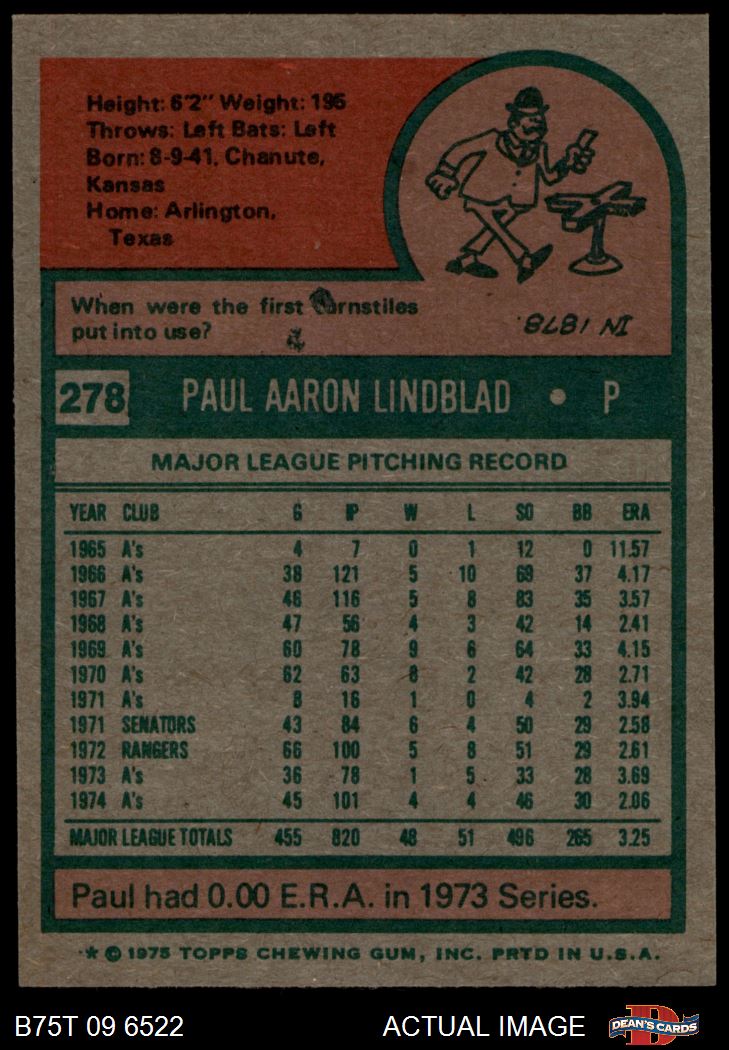 Height: 6'2" Weight: 195
Throws: Left Bats: Left
Born: 8-9-41, Chanute,
Kansas
Home: Arlington,
Texas
When were the first turnstiles
put into use?
IN 1878.
278 PAUL AARON LINDBLAD • P
MAJOR LEAGUE PITCHING RECORD
YEAR CLUB G IP W L SO BB ERA
1965 A's 4 7 0 1 12 0 11.57
1966 A's 38 121 5 10 69 37 4.17
1967 A's 46 116 5 8 83 35 3.57
1968 A's 47 56 4 3 42 14 2.41
1969 A's 60 78 9 6 64 33 4.15
1970 A's 62 63 8 2 42 28 2.71
1971 A's 8 16 1 0 4 2 3.94
1971 SENATORS 43 84 6 4 50 29 2.58
1972 RANGERS 66 100 5 8 51 29 2.61
1973 A's 36 78 1 5 33 28 3.69
1974 A's 45 101 4 4 46 30 2.06
MAJOR LEAGUE TOTALS 455 820 48 51 496 265 3.25
Paul had 0.00 E.R.A. in 1973 Series.
* © 1975 TOPPS CHEWING GUM, INC. PRTD IN U.S.A.
B75T 09 6522 ACTUAL IMAGE DEAN'S CARDS